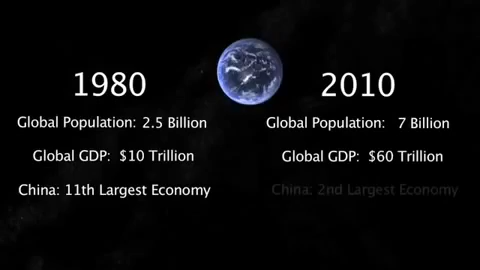 1980
Global Population: 2.5 Billion
Global GDP: $10 Trillion
China: 11th Largest Economy
2010
Global Population: 7 Billion
Global GDP: $60 Trillion
China: 2nd Largest Economy